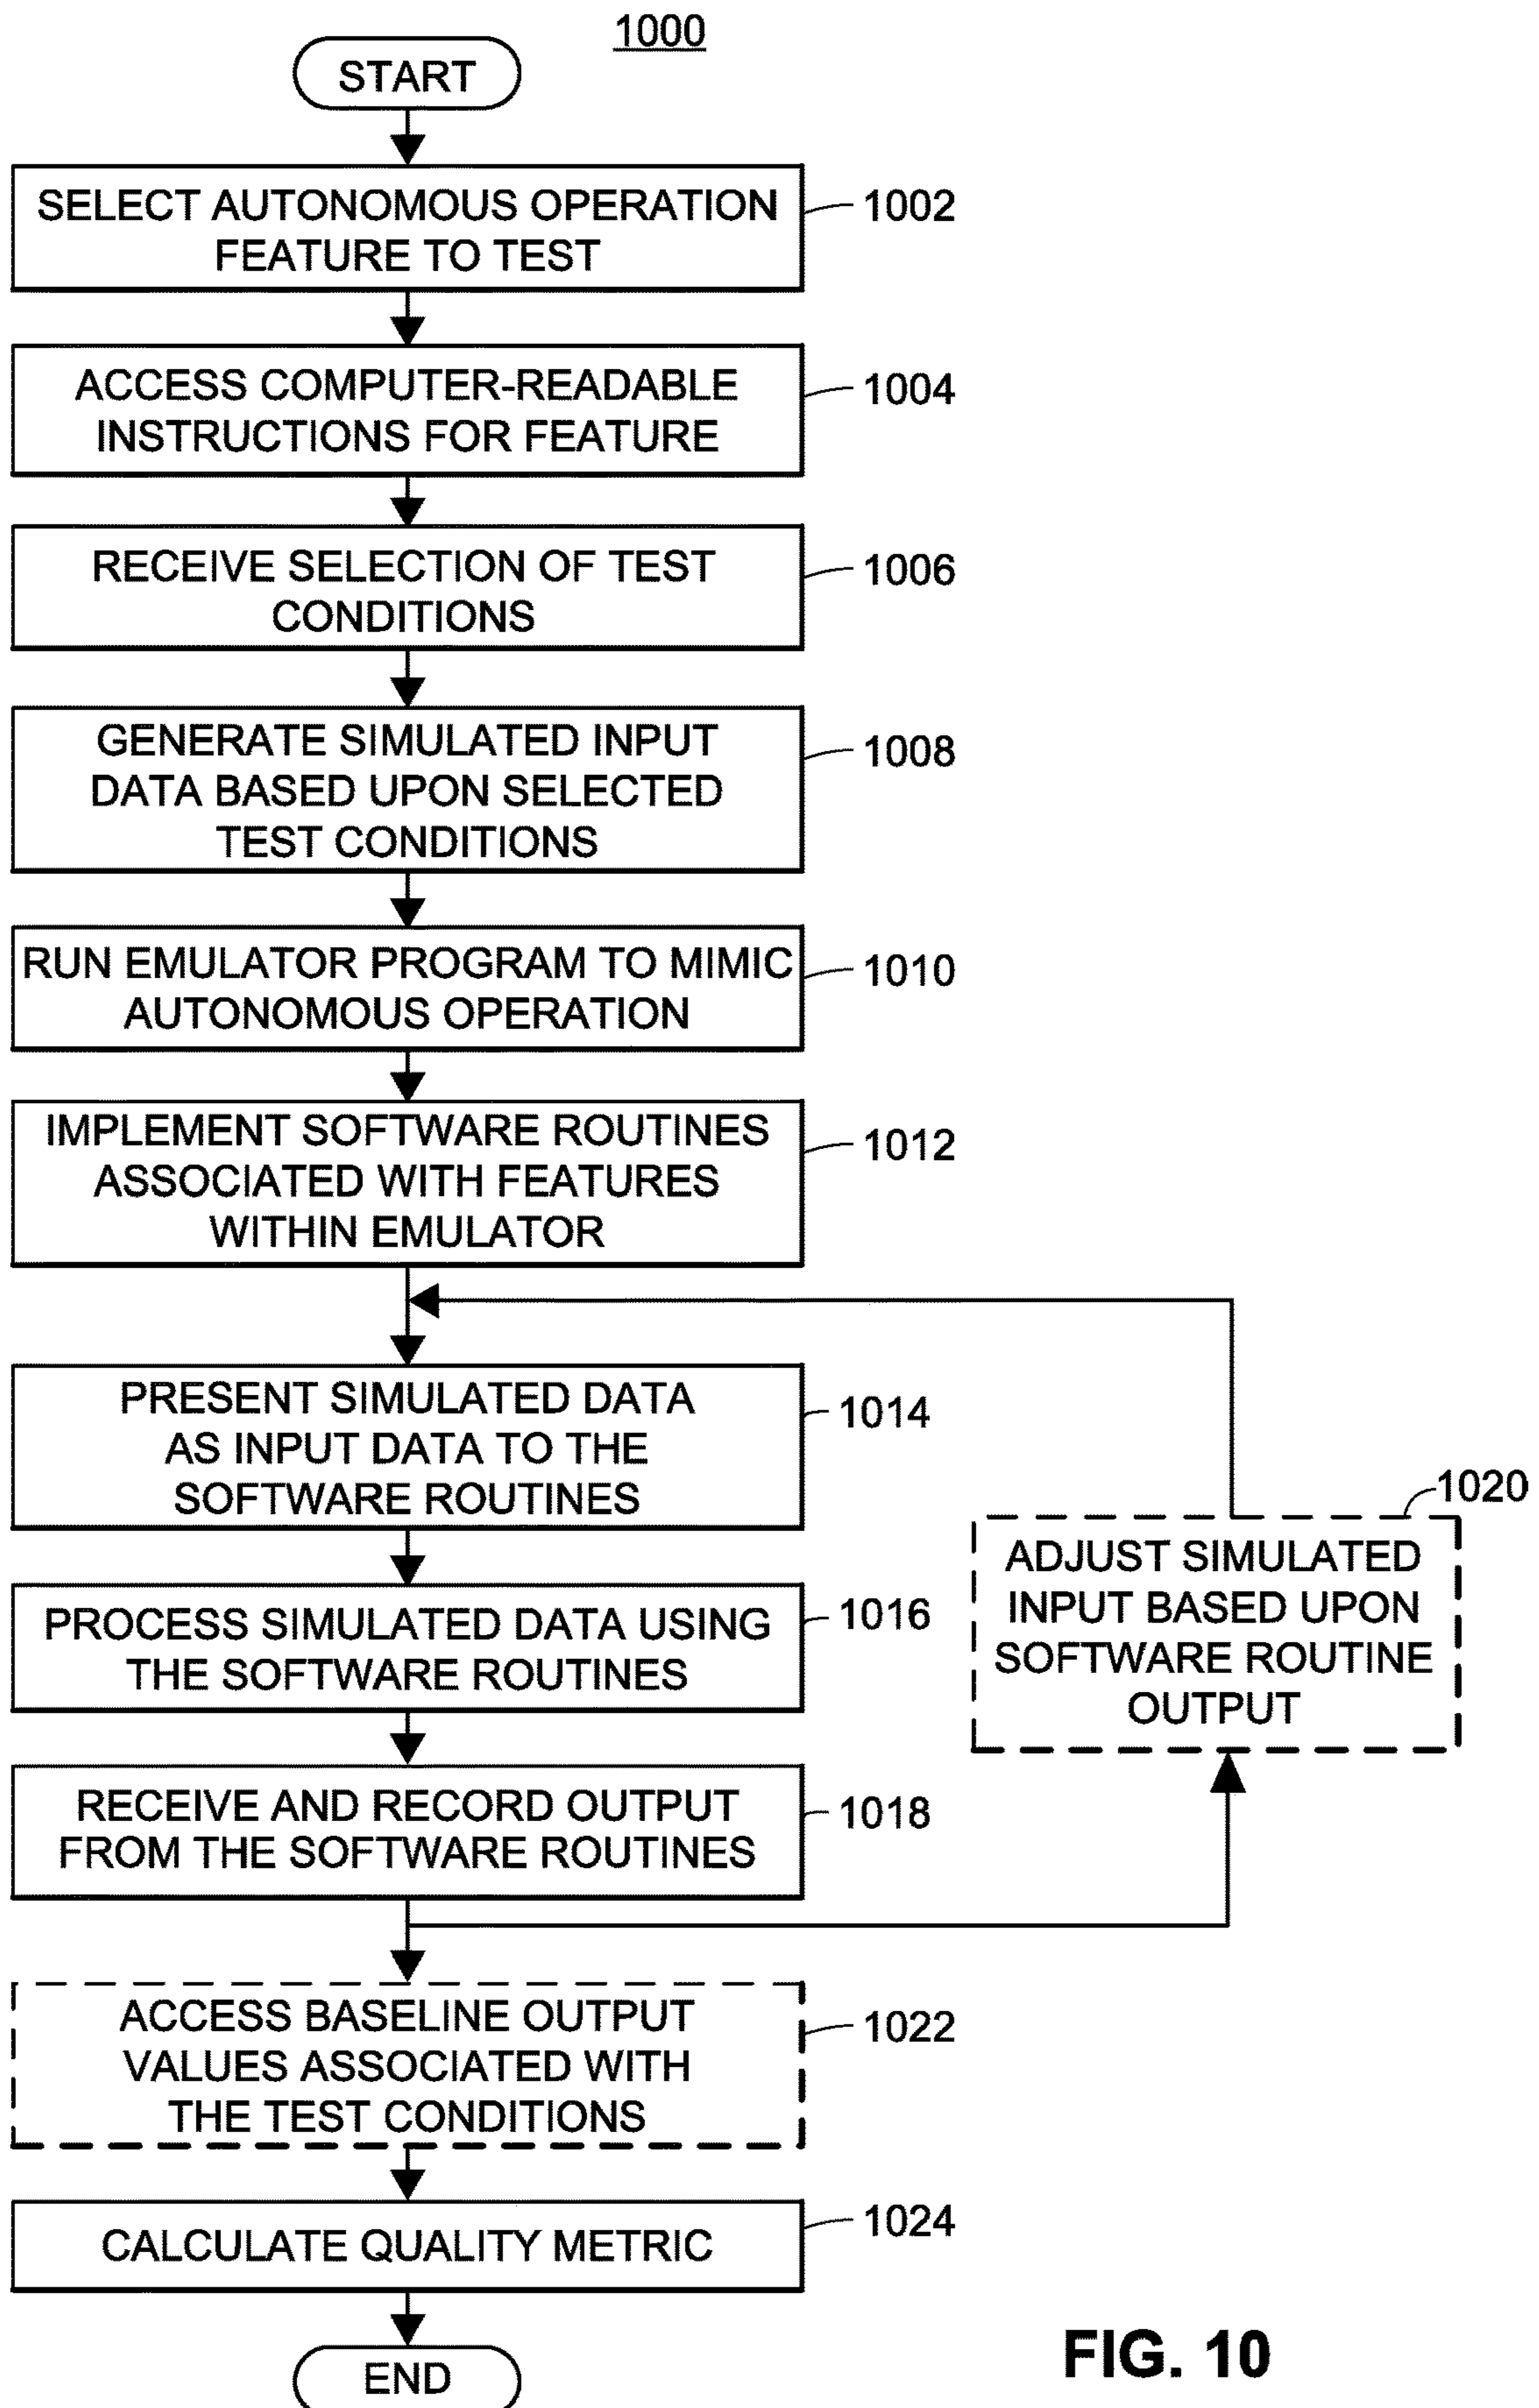 1000
START
SELECT AUTONOMOUS OPERATION
FEATURE TO TEST
1002
ACCESS COMPUTER-READABLE
INSTRUCTIONS FOR FEATURE
1004
RECEIVE SELECTION OF TEST
CONDITIONS
1006
GENERATE SIMULATED INPUT
DATA BASED UPON SELECTED
TEST CONDITIONS
1008
RUN EMULATOR PROGRAM TO MIMIC
AUTONOMOUS OPERATION
1010
IMPLEMENT SOFTWARE ROUTINES
ASSOCIATED WITH FEATURES
WITHIN EMULATOR
1012
PRESENT SIMULATED DATA
AS INPUT DATA TO THE
SOFTWARE ROUTINES
1014
PROCESS SIMULATED DATA USING
THE SOFTWARE ROUTINES
1016
RECEIVE AND RECORD OUTPUT
FROM THE SOFTWARE ROUTINES
1018
1020
ADJUST SIMULATED
INPUT BASED UPON
SOFTWARE ROUTINE
OUTPUT
ACCESS BASELINE OUTPUT
VALUES ASSOCIATED WITH
THE TEST CONDITIONS
1022
CALCULATE QUALITY METRIC
1024
END
FIG. 10